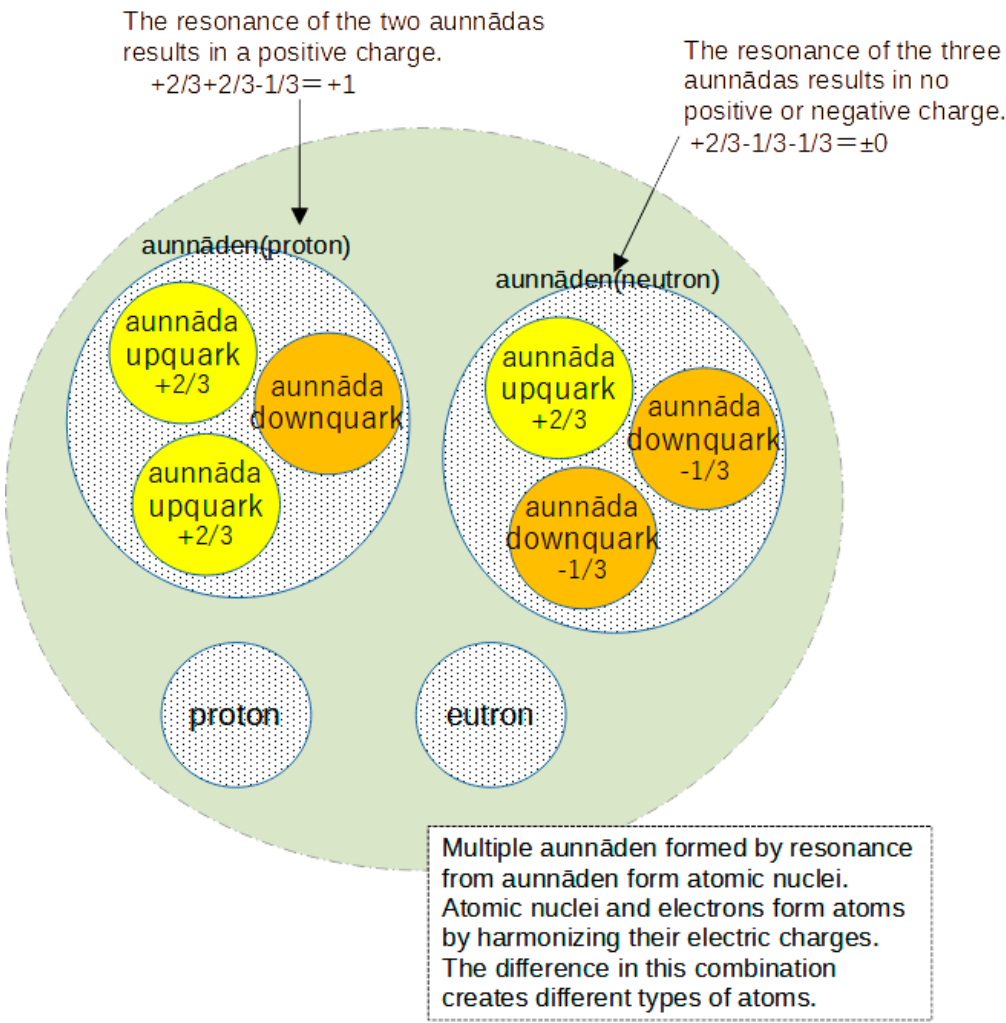 The resonance of the two aunnādas
results in a positive charge.
+2/3+2/3-1/3＝+1
The resonance of the three
aunnādas results in no
positive or negative charge.
+2/3-1/3-1/3＝±0
aunnāden(proton)
aunnāda
upquark
+2/3
aunnāda
downquark
aunnāda
upquark
+2/3
aunnāden(neutron)
aunnāda
upquark
+2/3
aunnāda
downquark
-1/3
aunnāda
downquark
-1/3
proton
eutron
Multiple aunnāden formed by resonance
from aunnāden form atomic nuclei.
Atomic nuclei and electrons form atoms
by harmonizing their electric charges.
The difference in this combination
creates different types of atoms.